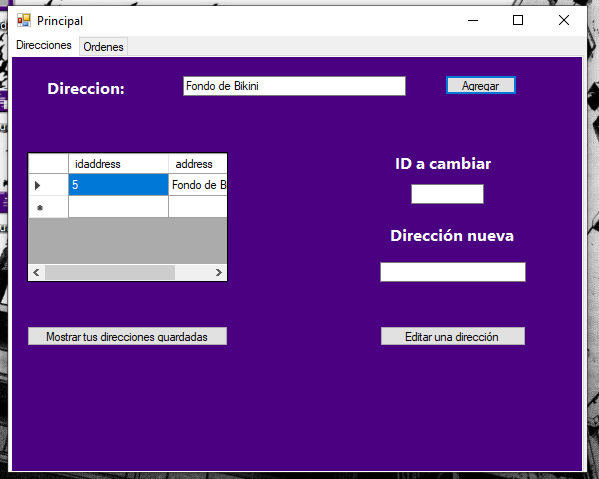 Principal
Direcciones
Ordenes
Direccion:
Fondo de Bikini
Agregar
idaddress
address
5
Fondo de B
ID a cambiar
Dirección nueva
Mostrar tus direcciones guardadas
Editar una dirección